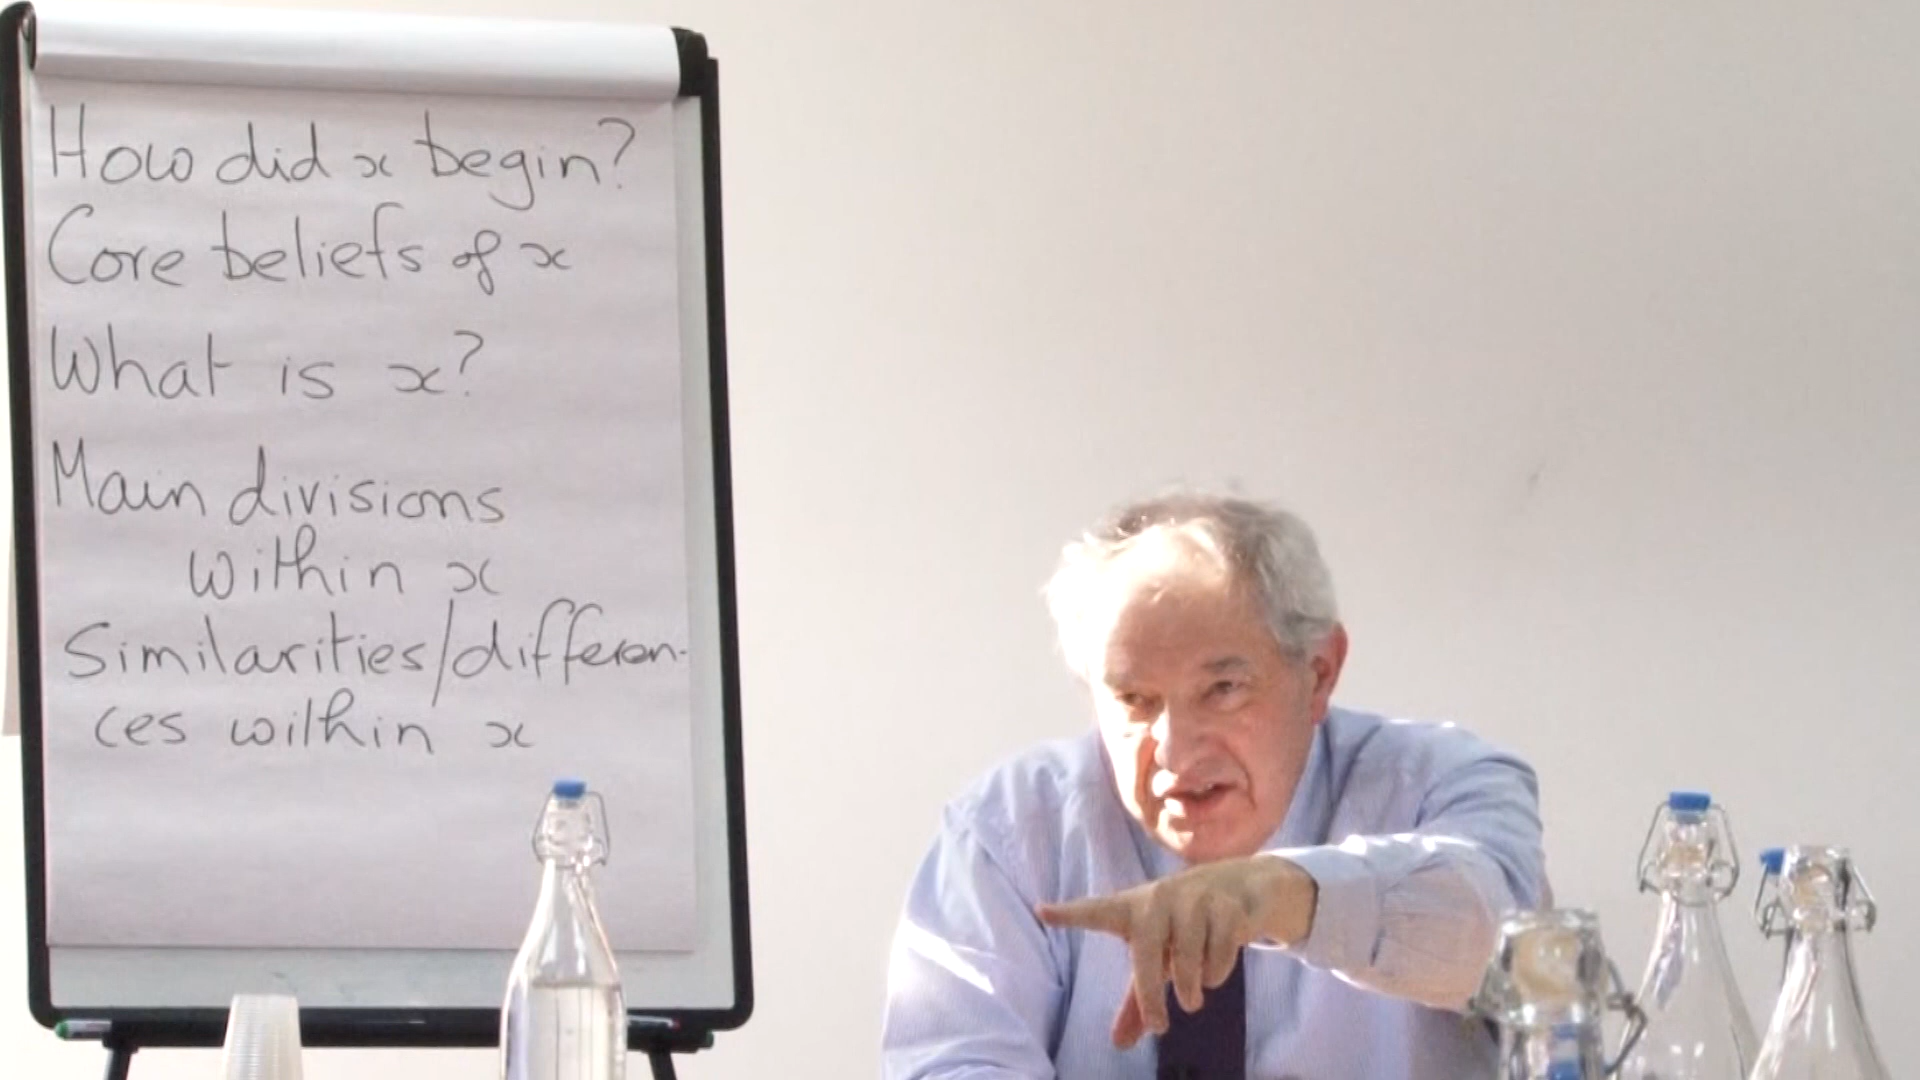 How did x begin?
Core beliefs of x
What is x?
Main divisions
within x
Similarities/differen-
ces within x